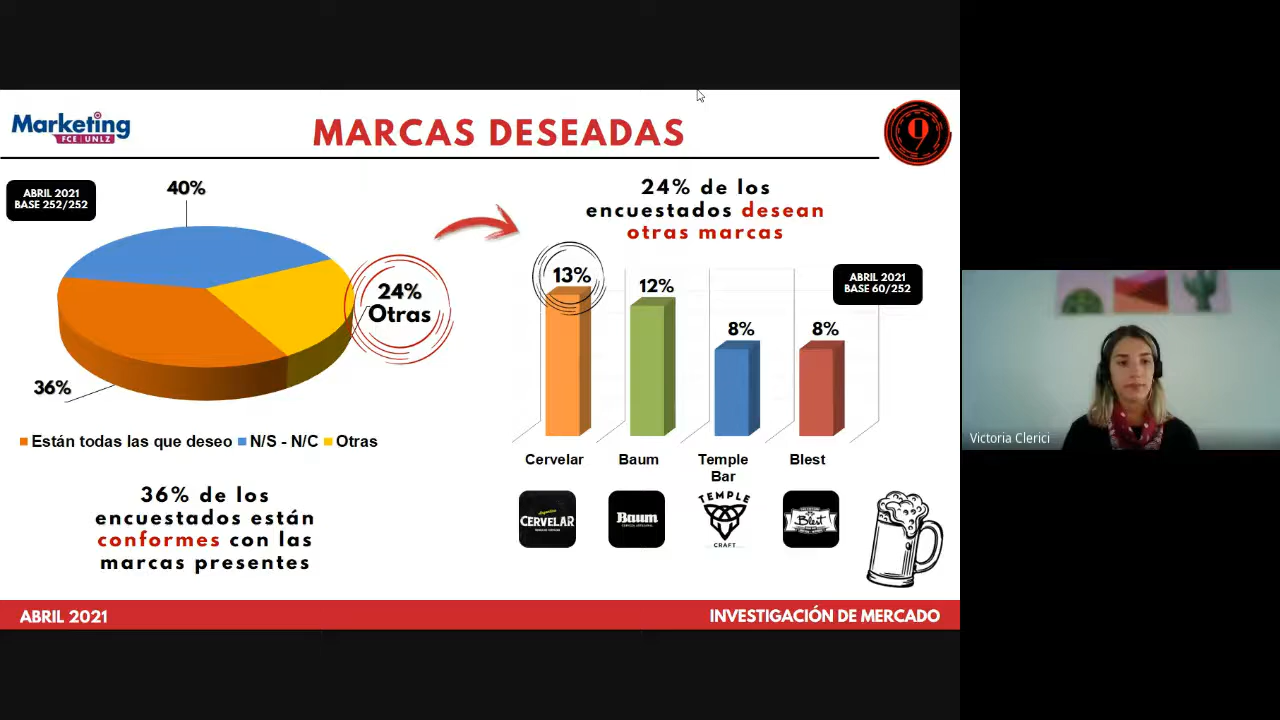 Marketing
FCE | UNLZ
MARCAS DESEADAS
9
ABRIL 2021
BASE 252/252
40%
24%
Otras
36%
Están todas las que deseo N/S - N/C Otras
36% de los
encuestados están
conformes con las
marcas presentes
24% de los
encuestados desean
otras marcas
ABRIL 2021
BASE 60/252
13%
12%
8%
8%
Cervelar
Baum
Temple
Bar
Blest
CERVELAR
Baum
TEMPLE
CRAFT
Blest
ABRIL 2021
INVESTIGACIÓN DE MERCADO
Victoria Clerici